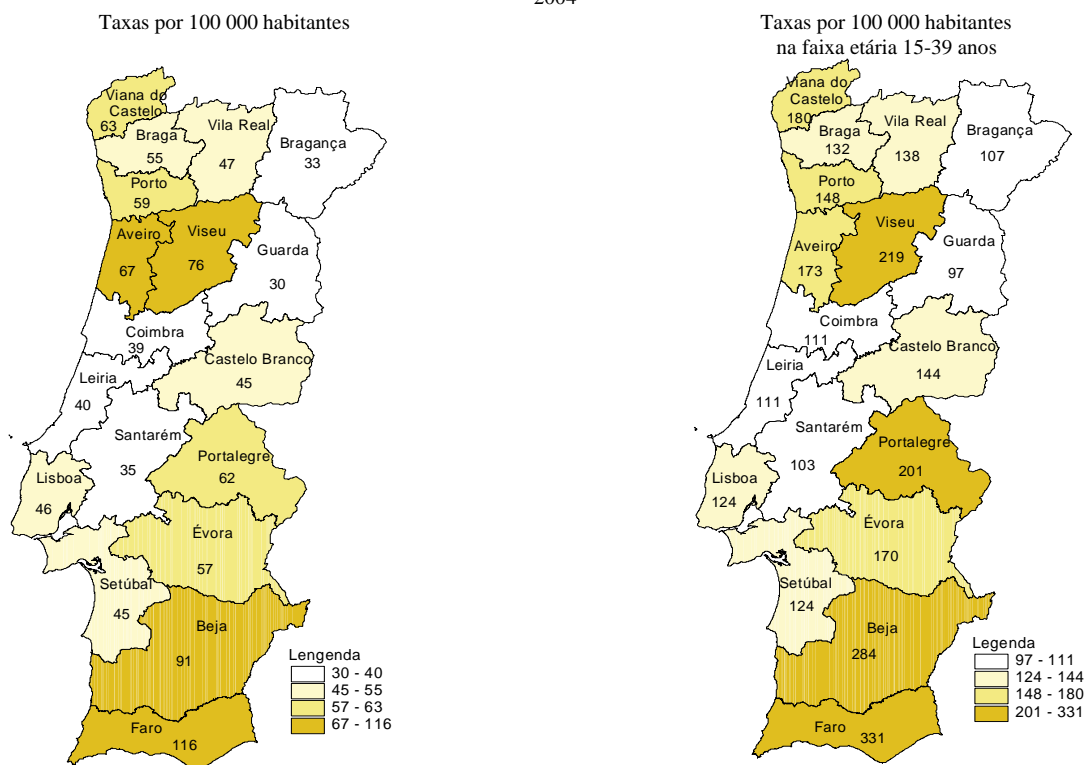 2004
Taxas por 100 000 habitantes
Viana do
Castelo
63
Braga
55
Vila Real
47
Bragança
33
Porto
59
Aveiro
67
Viseu
76
Guarda
30
Coimbra
39
Castelo Branco
45
Leiria
40
Santarém
35
Portalegre
62
Lisboa
46
Évora
57
Setúbal
45
Beja
91
Faro
116
Lengenda
30 - 40
45 - 55
57 - 63
67 - 116
Taxas por 100 000 habitantes
na faixa etária 15-39 anos
Viana do
Castelo
180
Braga
132
Vila Real
138
Bragança
107
Porto
148
Aveiro
173
Viseu
219
Guarda
97
Coimbra
111
Castelo Branco
144
Leiria
111
Santarém
103
Portalegre
201
Lisboa
124
Évora
170
Setúbal
124
Beja
284
Faro
331
Legenda
97 - 111
124 - 144
148 - 180
201 - 331